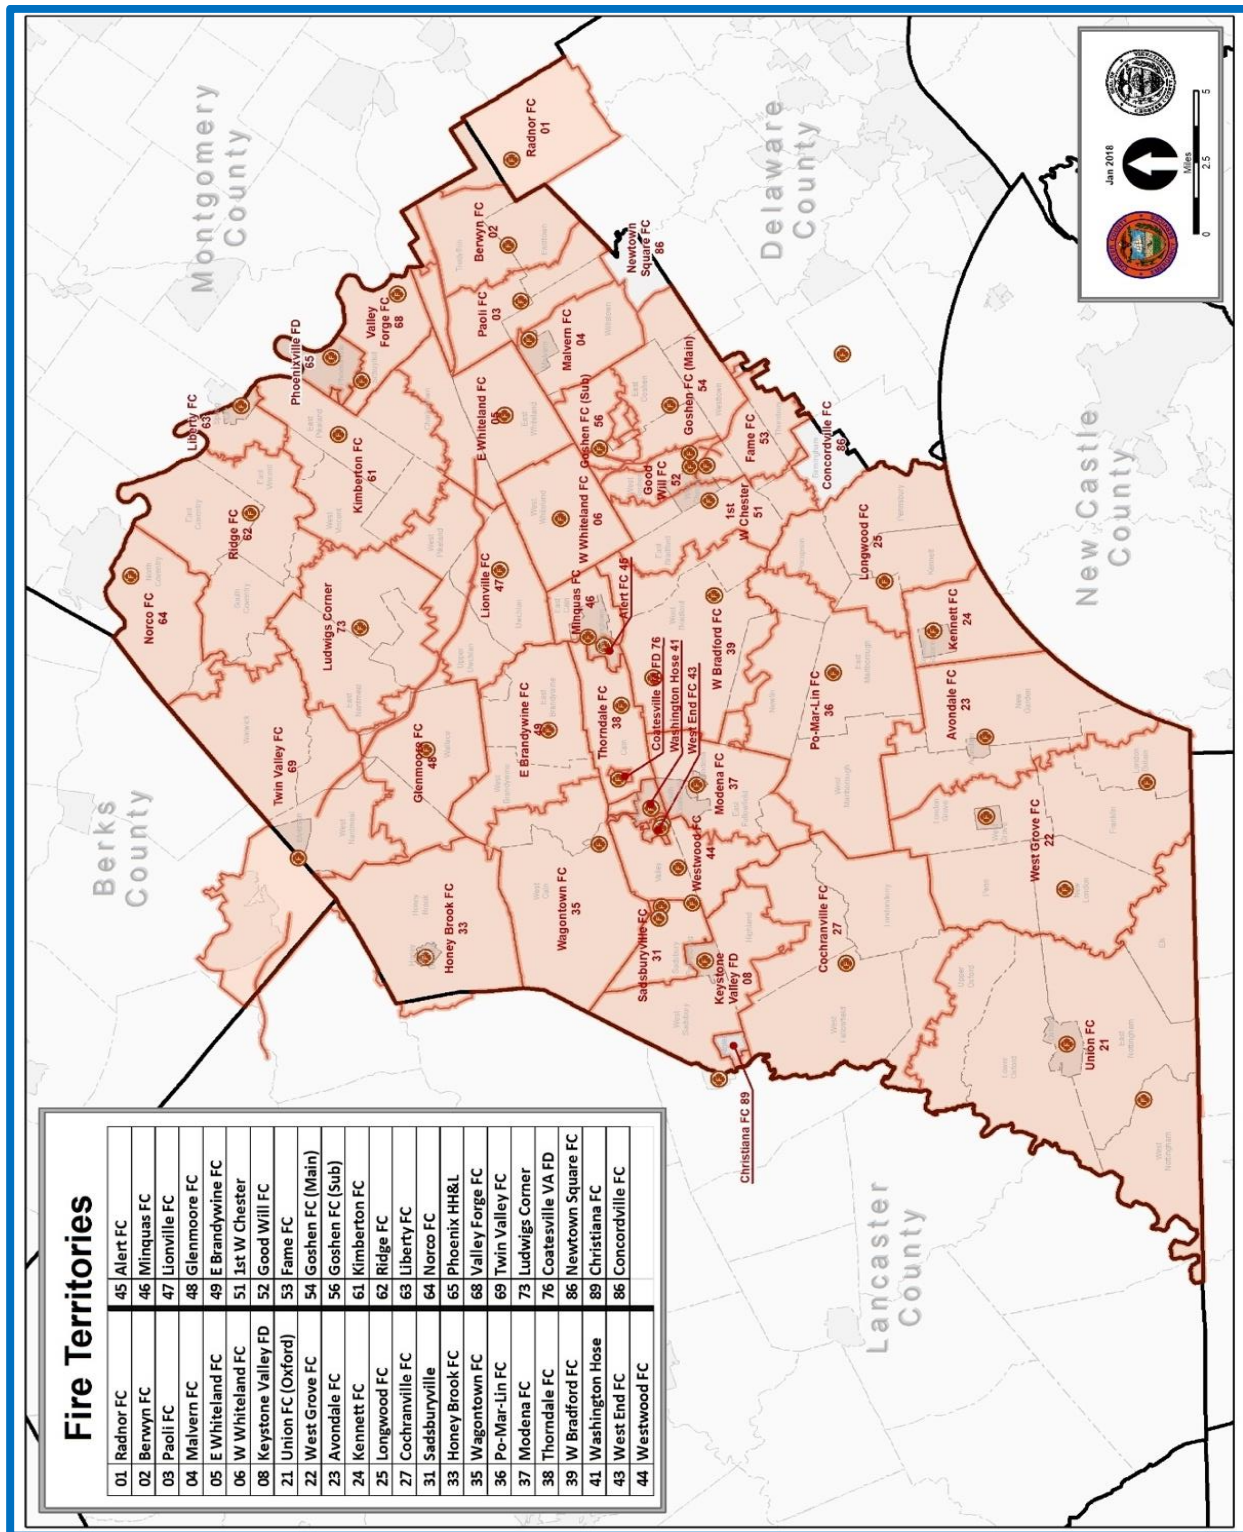 Fire Territories
01 Radnor FC
02 Berwyn FC
03 Paoli FC
04 Malvern FC
05 E Whiteland FC
06 W Whiteland FC
08 Keystone Valley FD
21 Union FC (Oxford)
22 West Grove FC
23 Avondale FC
24 Kennett FC
25 Longwood FC
27 Cochranville FC
31 Sadsburyville
33 Honey Brook FC
35 Wagontown FC
36 Po-Mar-Lin FC
37 Modena FC
38 Thorndale FC
39 W Bradford FC
41 Washington Hose
43 West End FC
44 Westwood FC
45 Alert FC
46 Minquas FC
47 Lionville FC
48 Glenmoore FC
49 E Brandywine FC
51 1st W Chester
52 Good Will FC
53 Fame FC
54 Goshen FC (Main)
56 Goshen FC (Sub)
61 Kimberton FC
62 Ridge FC
63 Liberty FC
64 Norco FC
65 Phoenix HH&L
68 Valley Forge FC
69 Twin Valley FC
73 Ludwigs Corner
76 Coatesville VA FD
86 Newtown Square FC
89 Christiana FC
86 Concordville FC
Berks
County
Montgomery
County
Delaware
County
New Castle
County
Lancaster
County
Norco FC
64
Ridge FC
62
Liberty FC
63
Phoenixville FD
65
Valley
Forge FC
68
Kimberton FC
61
Ludwigs Corner
73
Twin Valley FC
69
Glenmoore FC
48
Honey Brook FC
33
Wagontown FC
35
E Brandywine FC
49
Lionville FC
47
E Whiteland FC
05
Paoli FC
03
Berwyn FC
02
Radnor FC
01
Malvern FC
04
Newtown
Square FC
86
W Whiteland FC
06
Goshen FC (Sub)
56
Goshen FC (Main)
54
Good
Will FC
52
Fame FC
53
1st
W Chester
51
Concordville FC
86
Minquas FC
46
Alert FC 45
Thorndale FC
38
Coatesville VA FD 76
Washington Hose 41
West End FC 43
W Bradford FC
39
Modena FC
37
Westwood FC
44
Sadsburyville FC
31
Keystone
Valley FD
08
Christiana FC 89
Cochranville FC
27
Po-Mar-Lin FC
36
Longwood FC
25
Kennett FC
24
Avondale FC
23
West Grove FC
22
Union FC
21
Jan 2018
Miles
0 2.5 5